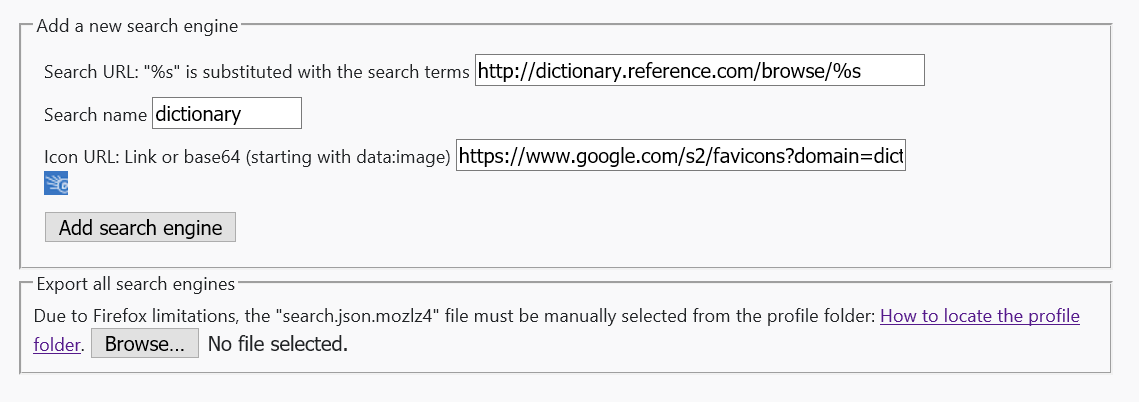 Add a new search engine
Search URL: "%s" is substituted with the search terms http://dictionary.reference.com/browse/%s
Search name dictionary
Icon URL: Link or base64 (starting with data:image) https://www.google.com/s2/favicons?domain=dict
Add search engine
Export all search engines
Due to Firefox limitations, the "search.json.mozlz4" file must be manually selected from the profile folder: How to locate the profile
folder. Browse... No file selected.